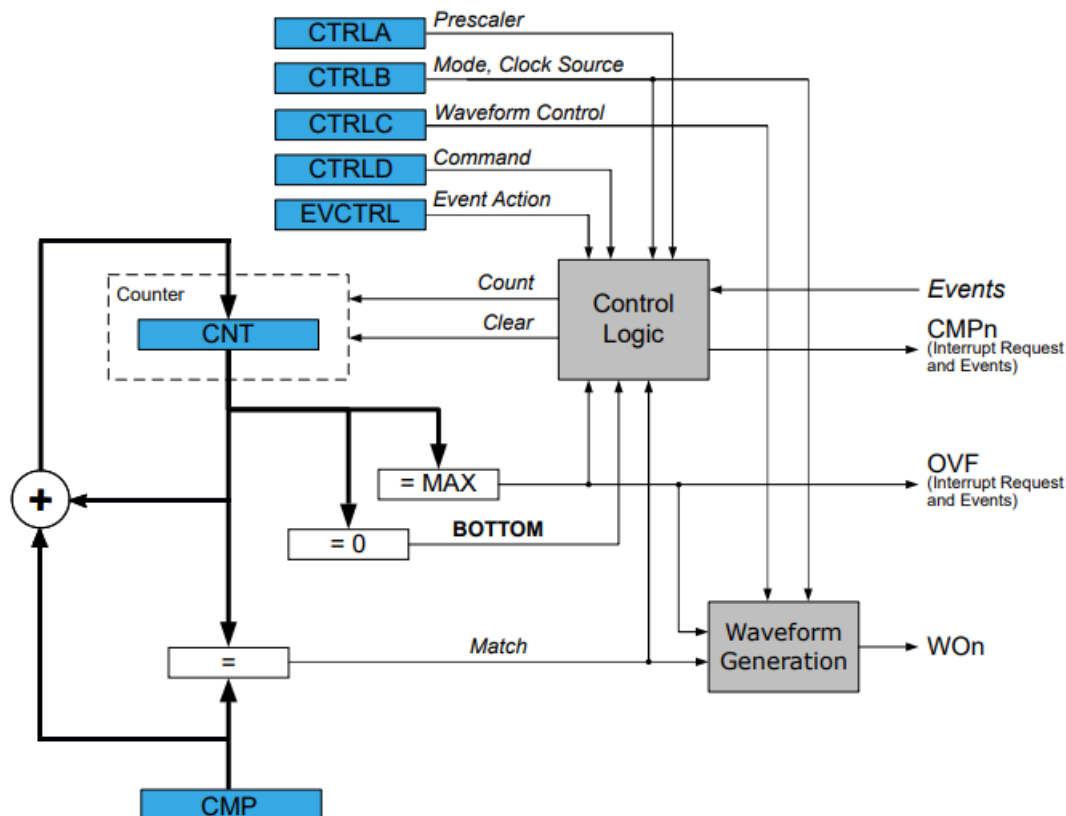 CTRLA
Prescaler
CTRLB
Mode, Clock Source
CTRLC
Waveform Control
CTRLD
Command
EVCTRL
Event Action
Counter
CNT
Count
Clear
Control
Logic
Events
CMPn
(Interrupt Request
and Events)
+
= MAX
OVF
(Interrupt Request
and Events)
= 0
BOTTOM
=
Match
Waveform
Generation
WOn
CMP